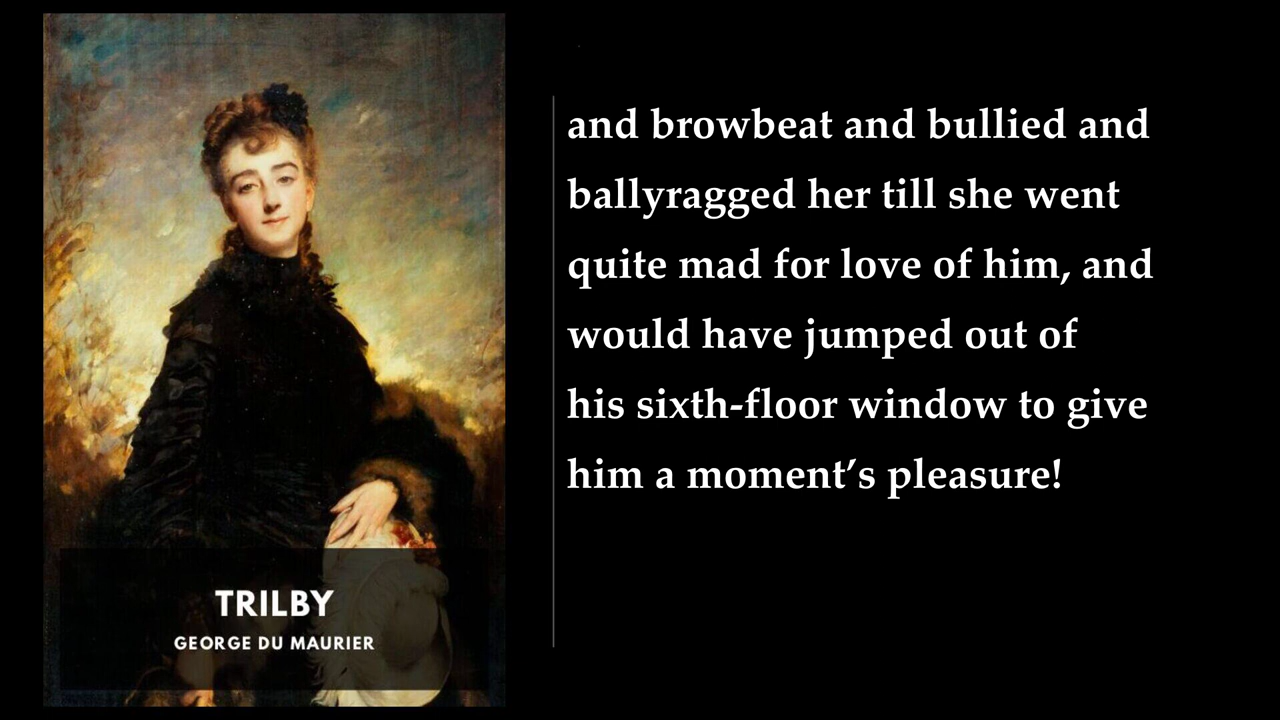 and browbeat and bullied and
ballyragged her till she went
quite mad for love of him, and
would have jumped out of
his sixth-floor window to give
him a moment’s pleasure!
TRILBY
GEORGE DU MAURIER